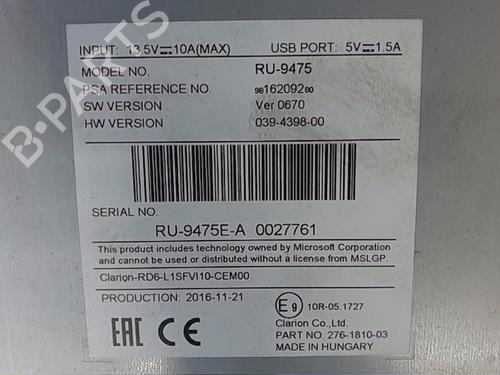 INPUT: 13.5V⎓10A(MAX) USB PORT: 5V⎓1.5A
MODEL NO. RU-9475
PSA REFERENCE NO. 9816209280
SW VERSION Ver 0670
HW VERSION 039-4398-00
SERIAL NO.
RU-9475E-A 0027761
This product includes technology owned by Microsoft Corporation
and cannot be used or distributed without a license from MSLGP.
Clarion-RD6-L1SFVI10-CEM00
PRODUCTION: 2016-11-21
E9 10R-05.1727
EAC CE
Clarion Co.,Ltd.
PART NO. 276-1810-03
MADE IN HUNGARY
B-PARTS